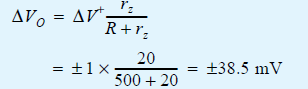 ΔV_O = ΔV⁺ r_z / (R + r_z)
= ±1 × 20 / (500 + 20) = ±38.5 mV